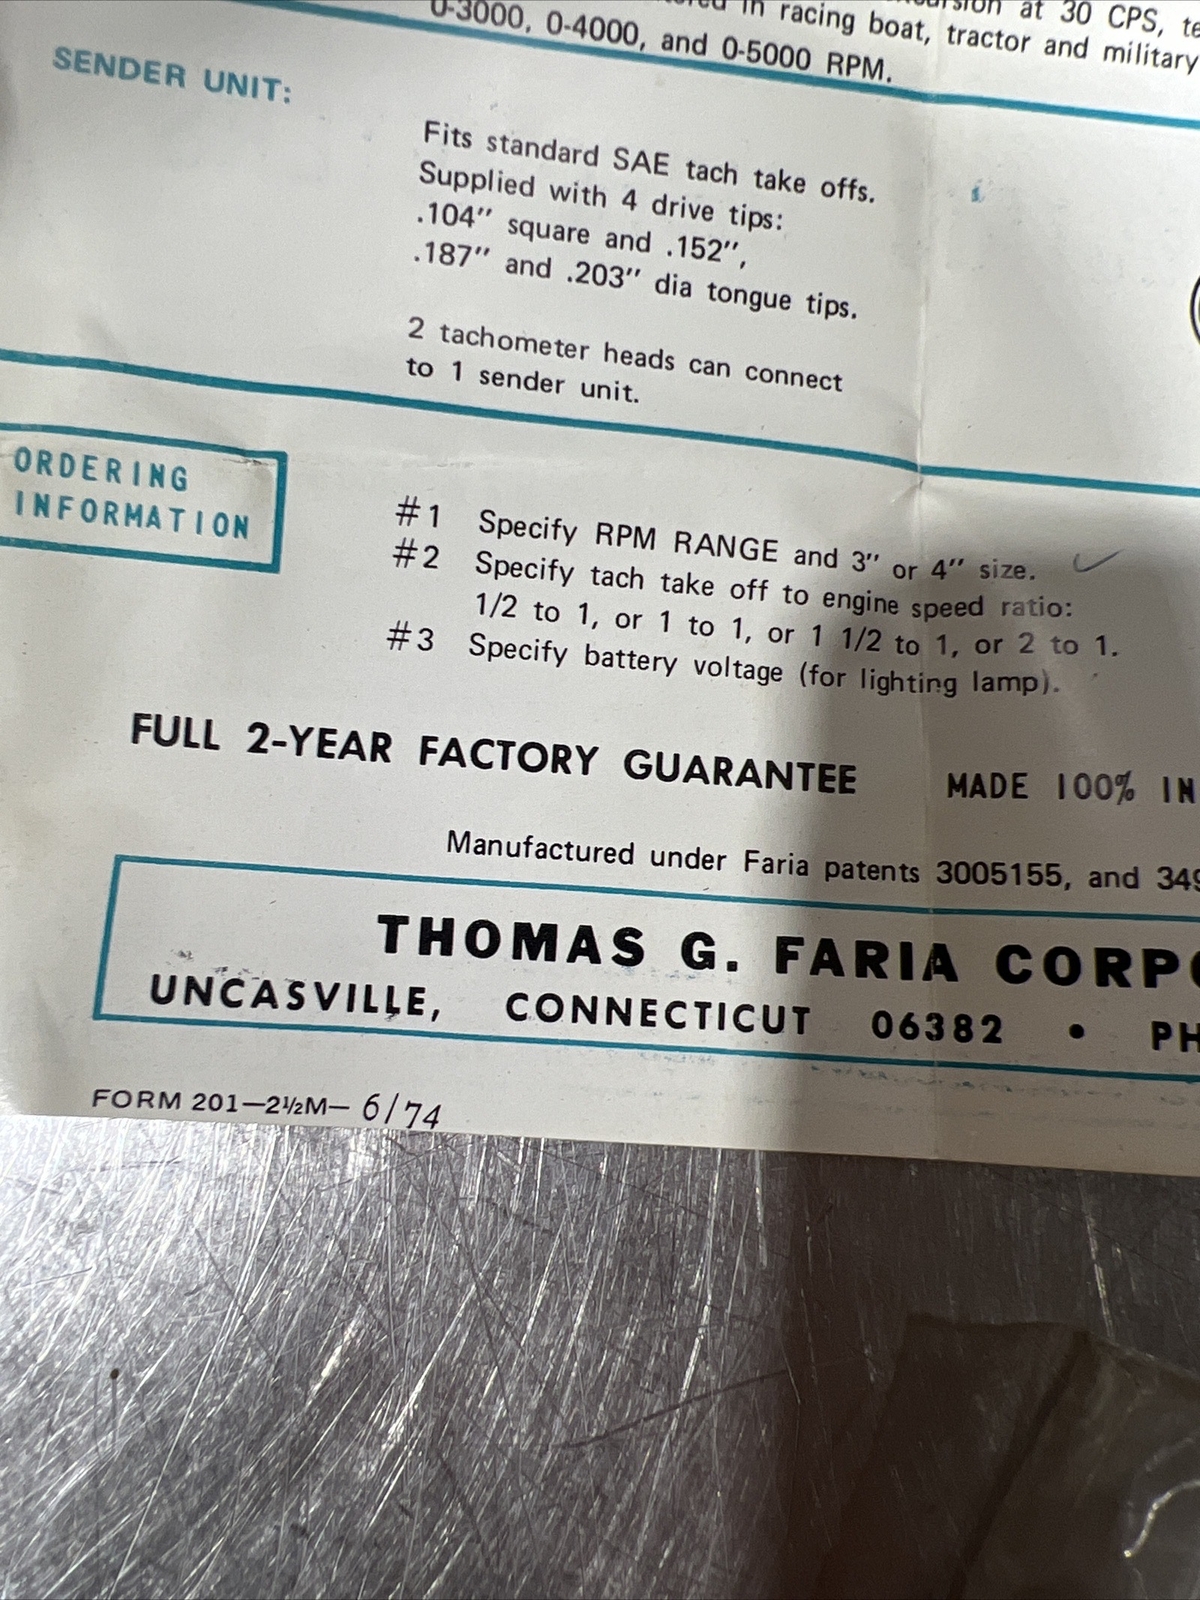 at 30 CPS,
in racing boat, tractor and military
0-3000, 0-4000, and 0-5000 RPM.
SENDER UNIT:
Fits standard SAE tach take offs.
Supplied with 4 drive tips:
.104" square and .152",
.187" and .203" dia tongue tips.
2 tachometer heads can connect
to 1 sender unit.
ORDERING
INFORMATION
#1 Specify RPM RANGE and 3" or 4" size.
#2 Specify tach take off to engine speed ratio:
1/2 to 1, or 1 to 1, or 1 1/2 to 1, or 2 to 1.
#3 Specify battery voltage (for lighting lamp).
FULL 2-YEAR FACTORY GUARANTEE MADE 100% IN
Manufactured under Faria patents 3005155, and 349
THOMAS G. FARIA CORPO
UNCASVILLE, CONNECTICUT 06382 • PH
FORM 201—2½M— 6/74